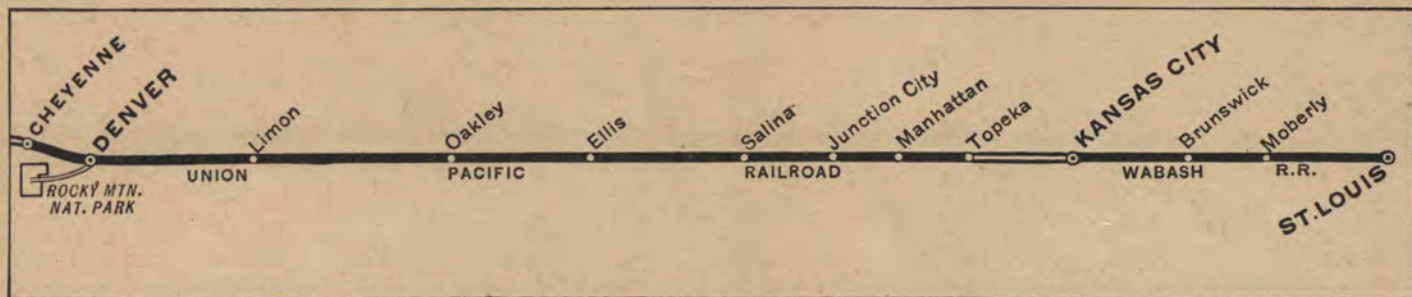 CHEYENNE
DENVER
Limon
Oakley
Ellis
Salina
Junction City
Manhattan
Topeka
KANSAS CITY
Brunswick
Moberly
ST. LOUIS
UNION PACIFIC RAILROAD
WABASH R.R.
ROCKY MTN.
NAT. PARK